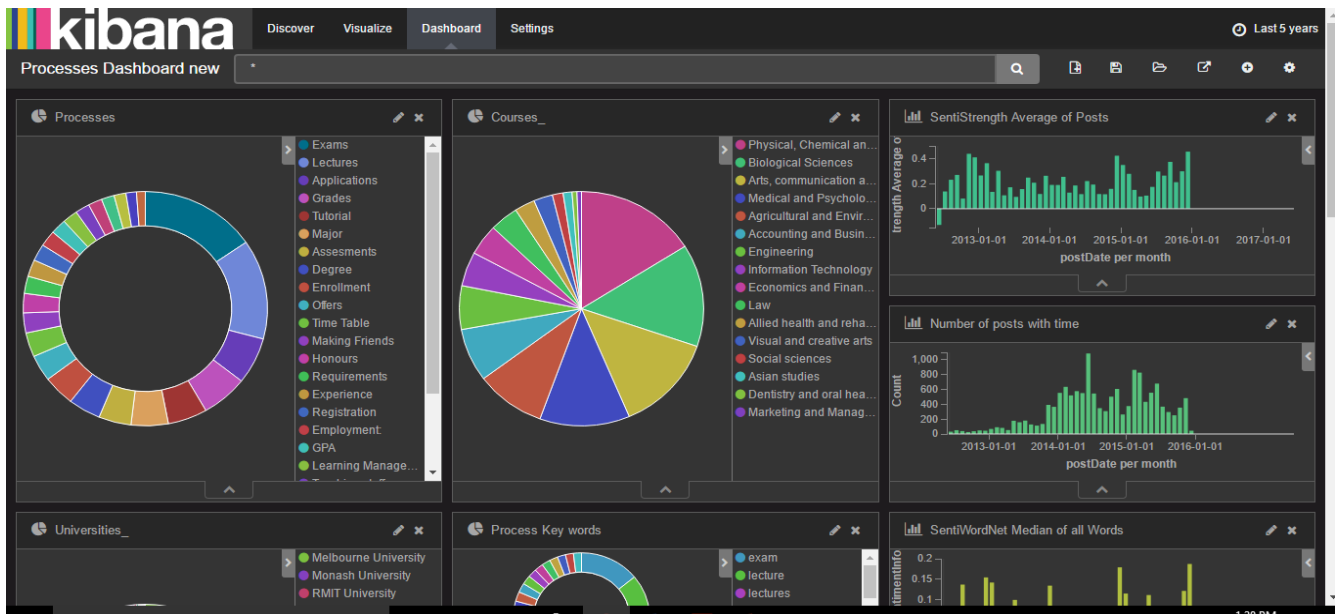 kibana
Discover Visualize Dashboard Settings Last 5 years
Processes Dashboard new *
Processes
Exams
Lectures
Applications
Grades
Tutorial
Major
Assesments
Degree
Enrollment
Offers
Time Table
Making Friends
Honours
Requirements
Experience
Registration
Employment:
GPA
Learning Manage...
Courses_
Physical, Chemical an...
Biological Sciences
Arts, communication a...
Medical and Psycholo...
Agricultural and Envir...
Accounting and Busin...
Engineering
Information Technology
Economics and Finan...
Law
Allied health and reha...
Visual and creative arts
Social sciences
Asian studies
Dentistry and oral hea...
Marketing and Manag...
SentiStrength Average of Posts
trength Average o
0.4
0.2
0
2013-01-01 2014-01-01 2015-01-01 2016-01-01 2017-01-01
postDate per month
Number of posts with time
Count
1,000
800
600
400
200
0
2013-01-01 2014-01-01 2015-01-01 2016-01-01
postDate per month
Universities_
Melbourne University
Monash University
RMIT University
Process Key words
exam
lecture
lectures
SentiWordNet Median of all Words
timentInfo
0.2
0.15
0.1